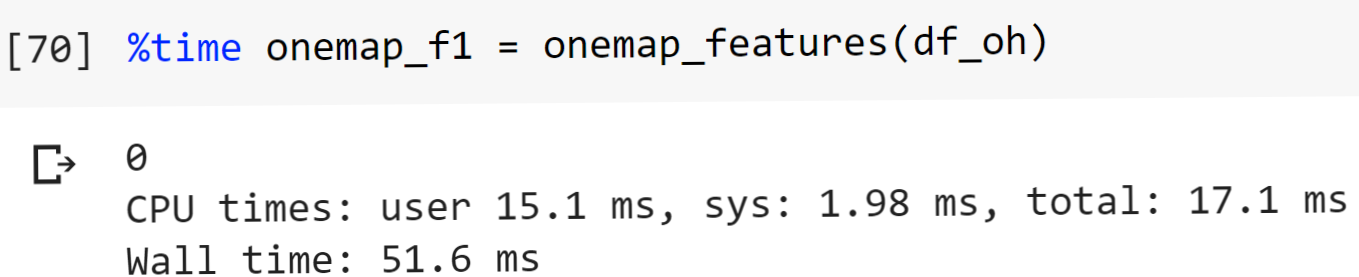 [70] %time onemap_f1 = onemap_features(df_oh)
0
CPU times: user 15.1 ms, sys: 1.98 ms, total: 17.1 ms
Wall time: 51.6 ms